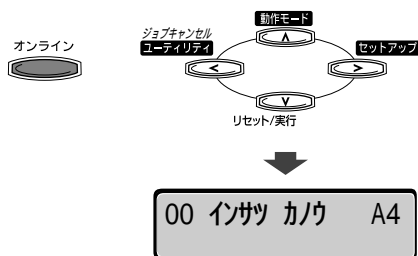 動作モード
ジョブキャンセル
オンライン
ユーティリティ
セットアップ
リセット/実行
00 インサツ カノウ A4